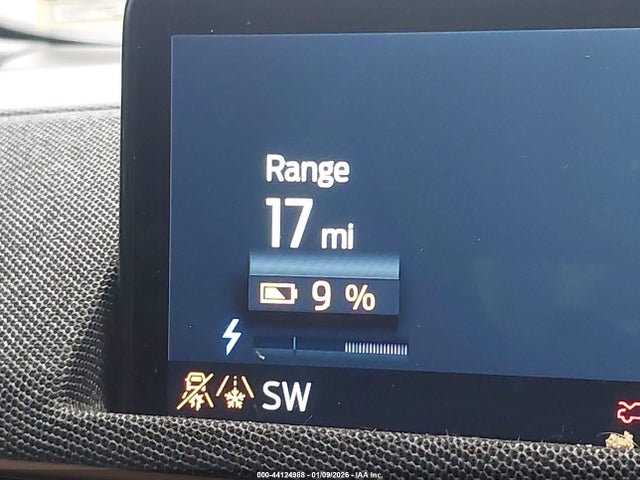 Range
17 mi
9 %
SW
000-44124988 - 01/09/2026 - IAA Inc.